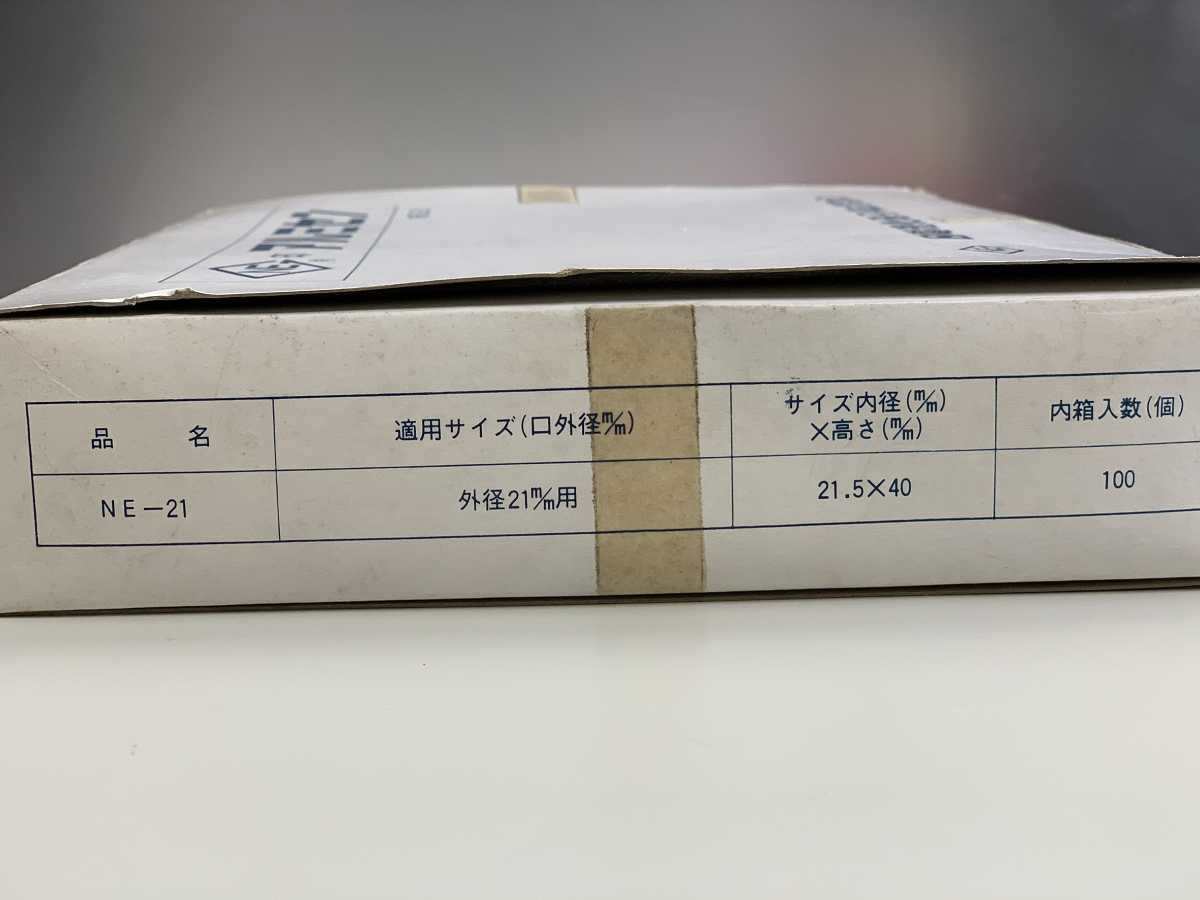 品 名
適用サイズ(口外径m/m)
サイズ内径(m/m)
×高さ(m/m)
内箱入数(個)
NE－21
外径21m/m用
21.5×40
100